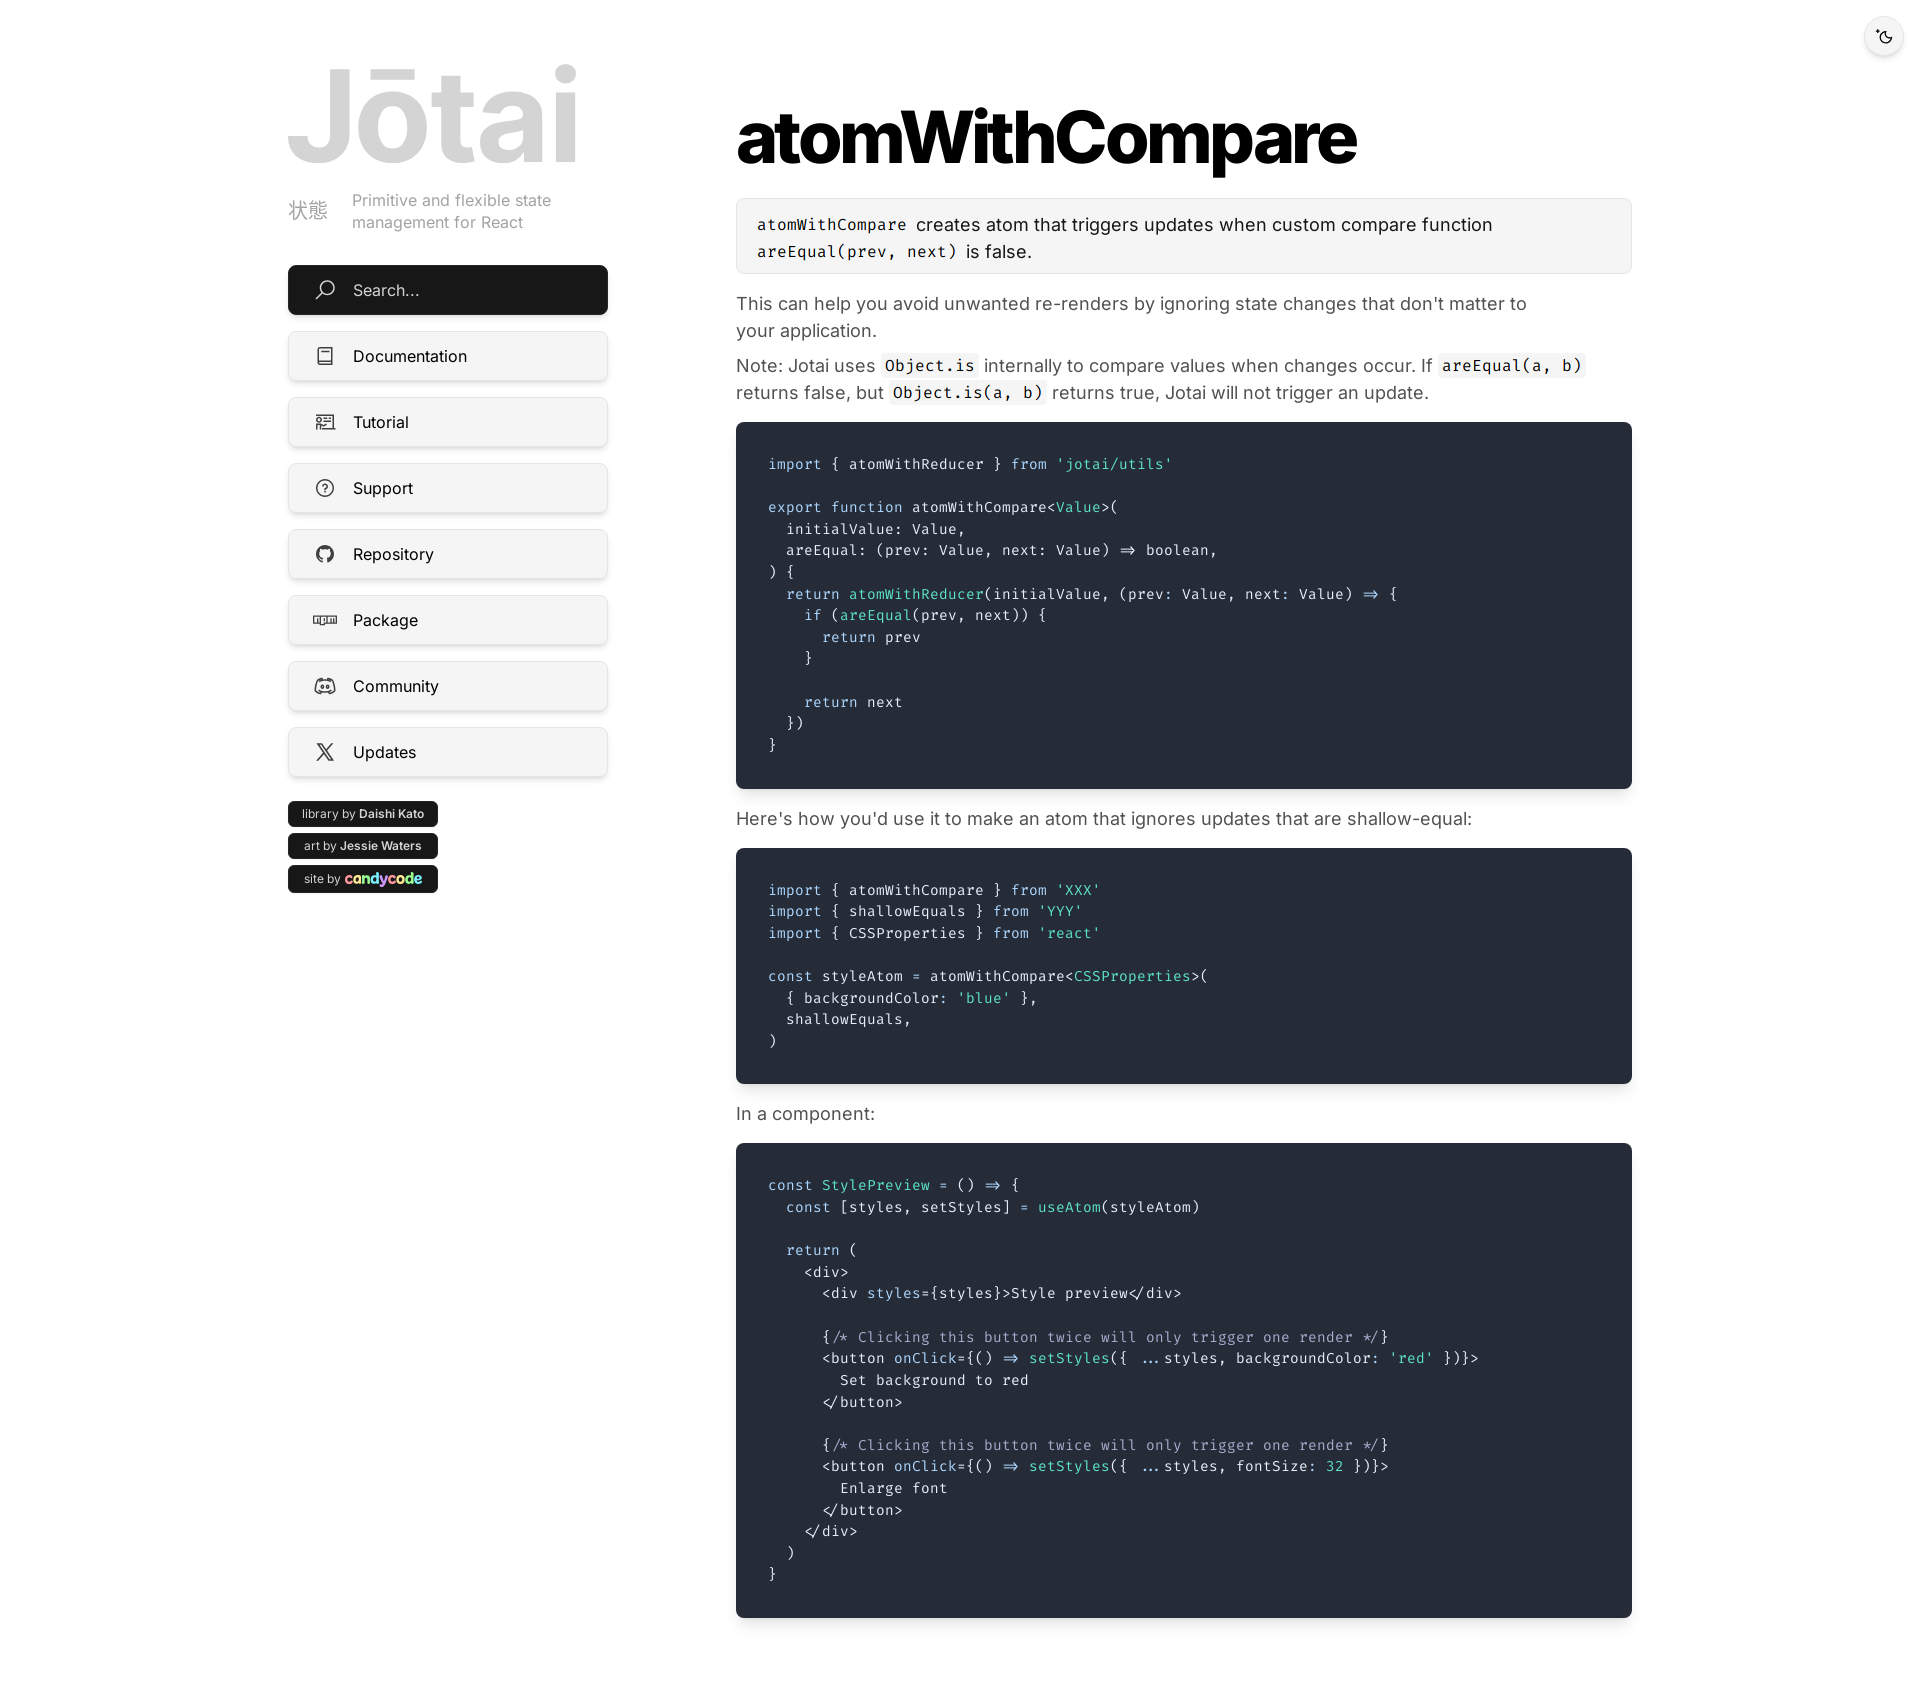 Jōtai
状態
Primitive and flexible state
management for React
Search...
Documentation
Tutorial
Support
Repository
Package
Community
Updates
library by Daishi Kato
art by Jessie Waters
site by candycode
atomWithCompare
atomWithCompare creates atom that triggers updates when custom compare function
areEqual(prev, next) is false.
This can help you avoid unwanted re-renders by ignoring state changes that don't matter to
your application.
Note: Jotai uses Object.is internally to compare values when changes occur. If areEqual(a, b)
returns false, but Object.is(a, b) returns true, Jotai will not trigger an update.
import { atomWithReducer } from 'jotai/utils'
export function atomWithCompare<Value>(
  initialValue: Value,
  areEqual: (prev: Value, next: Value) => boolean,
) {
  return atomWithReducer(initialValue, (prev: Value, next: Value) => {
    if (areEqual(prev, next)) {
      return prev
    }
    return next
  })
}
Here's how you'd use it to make an atom that ignores updates that are shallow-equal:
import { atomWithCompare } from 'XXX'
import { shallowEquals } from 'YYY'
import { CSSProperties } from 'react'
const styleAtom = atomWithCompare<CSSProperties>(
  { backgroundColor: 'blue' },
  shallowEquals,
)
In a component:
const StylePreview = () => {
  const [styles, setStyles] = useAtom(styleAtom)
  return (
    <div>
      <div styles={styles}>Style preview</div>
      {/* Clicking this button twice will only trigger one render */}
      <button onClick={() => setStyles({ ...styles, backgroundColor: 'red' })}>
        Set background to red
      </button>
      {/* Clicking this button twice will only trigger one render */}
      <button onClick={() => setStyles({ ...styles, fontSize: 32 })}>
        Enlarge font
      </button>
    </div>
  )
}